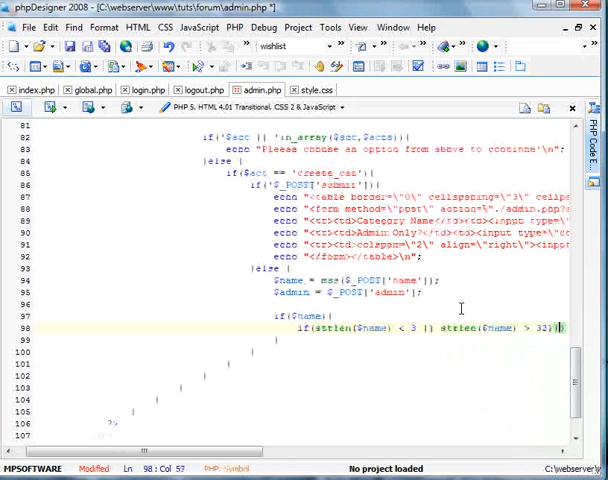 phpDesigner 2008 - [C:\webserver\www\tuts\forum\admin.php *]
File Edit Find Format HTML CSS JavaScript PHP Debug Project Tools Window Help
wishlist
index.php global.php login.php logout.php admin.php style.css
PHP 5, HTML 4.01 Transitional, CSS 2 & JavaScript
PHP Code E
81
82 if(!$act || !in_array($act,$acts)){
83 echo "Please choose an option from above to continue!\n";
84 }else {
85 if($act == 'create_cat'){
86 if(!$_POST['submit']){
87 echo "<table border=\"0\" cellspacing=\"3\" cellpa
88 echo "<form method=\"post\" action=\"./admin.php?a
89 echo "<tr><td>Category Name</td><td><input type=\"
90 echo "<tr><td>Admin Only?</td><td><input type=\"c
91 echo "<tr><td colspan=\"2\" align=\"right\"><input
92 echo "</form></table>\n";
93 }else {
94 $name = mss($_POST['name']);
95 $admin = $_POST['admin'];
96
97 if($name){
98 if(strlen($name) < 3 || strlen($name) > 32)
99 }
100 }
101 }
102 }
103 }
104 }
105 }
106 ?>
107
MPSOFTWARE Modified Ln 98 : Col 57 PHP: Symbol No project loaded C:\webserver\w